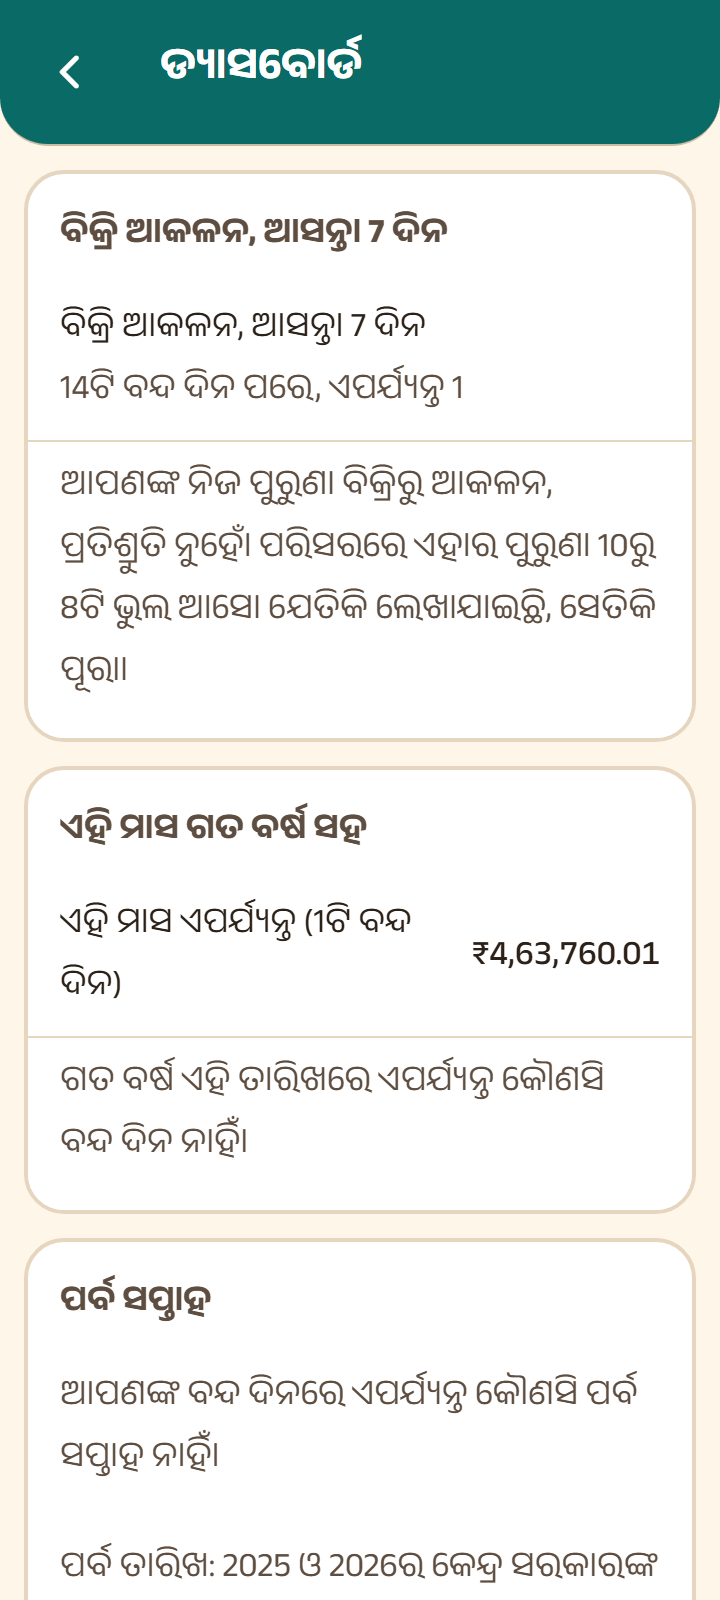 ଡ୍ୟାସବୋର୍ଡ
ବିକ୍ରି ଆକଳନ, ଆସନ୍ତା 7 ଦିନ
ବିକ୍ରି ଆକଳନ, ଆସନ୍ତା 7 ଦିନ
14ଟି ବନ୍ଦ ଦିନ ପରେ, ଏପର୍ଯ୍ୟନ୍ତ 1
ଆପଣଙ୍କ ନିଜ ପୁରୁଣା ବିକ୍ରିରୁ ଆକଳନ,
ପ୍ରତିଶ୍ରୁତି ନୁହେଁ। ପରିସରରେ ଏହାର ପୁରୁଣା 10ରୁ
8ଟି ଭୁଲ ଆସେ। ଯେତିକି ଲେଖାଯାଇଛି, ସେତିକି
ପୂରା।
ଏହି ମାସ ଗତ ବର୍ଷ ସହ
ଏହି ମାସ ଏପର୍ଯ୍ୟନ୍ତ (1ଟି ବନ୍ଦ
ଦିନ)
₹4,63,760.01
ଗତ ବର୍ଷ ଏହି ତାରିଖରେ ଏପର୍ଯ୍ୟନ୍ତ କୌଣସି
ବନ୍ଦ ଦିନ ନାହିଁ।
ପର୍ବ ସପ୍ତାହ
ଆପଣଙ୍କ ବନ୍ଦ ଦିନରେ ଏପର୍ଯ୍ୟନ୍ତ କୌଣସି ପର୍ବ
ସପ୍ତାହ ନାହିଁ।
ପର୍ବ ତାରିଖ: 2025 ଓ 2026ର କେନ୍ଦ୍ର ସରକାରଙ୍କ